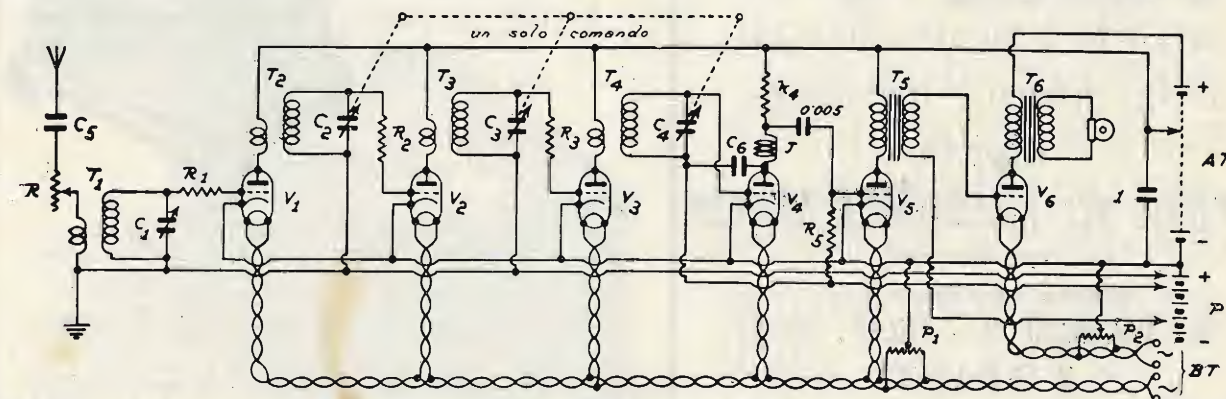 un solo comando
T2
T3
T4
T5
T6
C5
R
T1
C1
R1
V1
C2
R2
V2
C3
R3
V3
C4
C6
R4
0.005
J
V4
R5
V5
V6
1
+
AT
-
+
P
-
P1
P2
~
~
BT